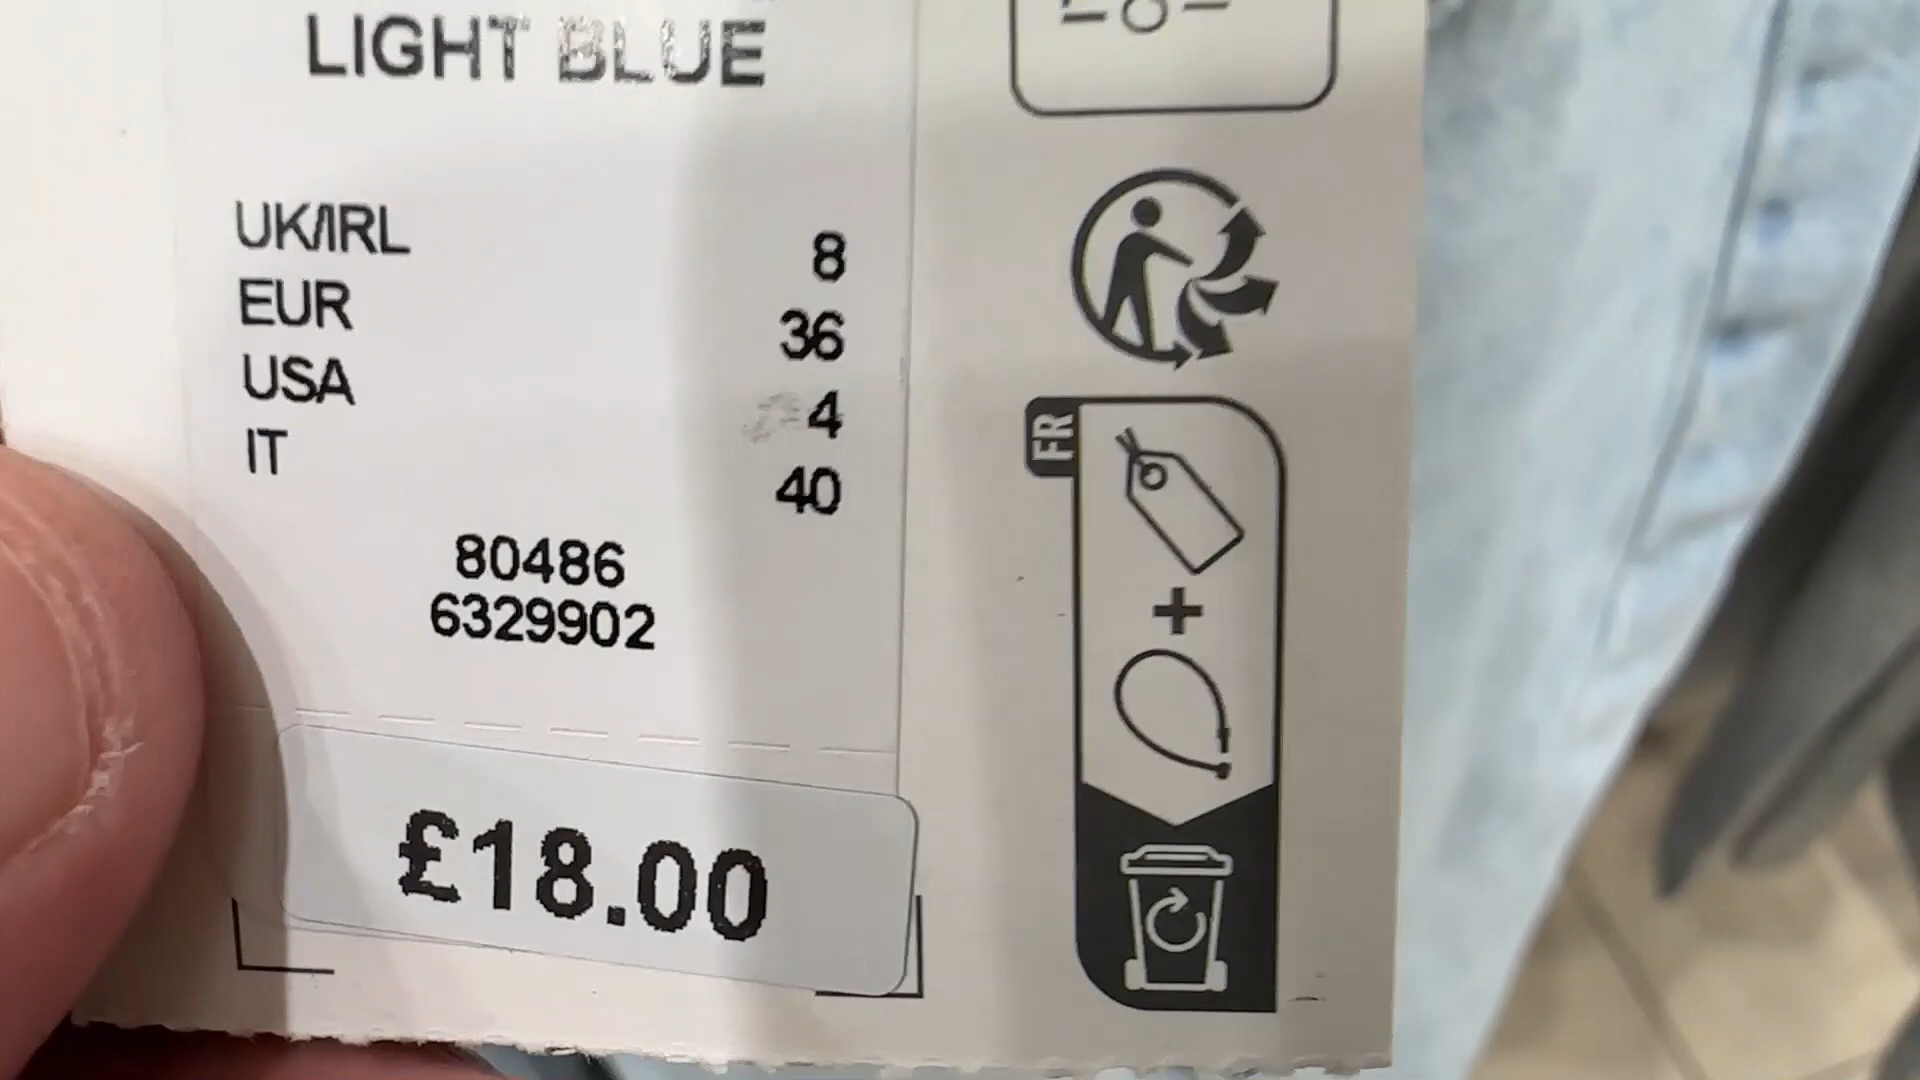 LIGHT BLUE
UK/IRL 8
EUR 36
USA 4
IT 40
80486
6329902
£18.00
FR